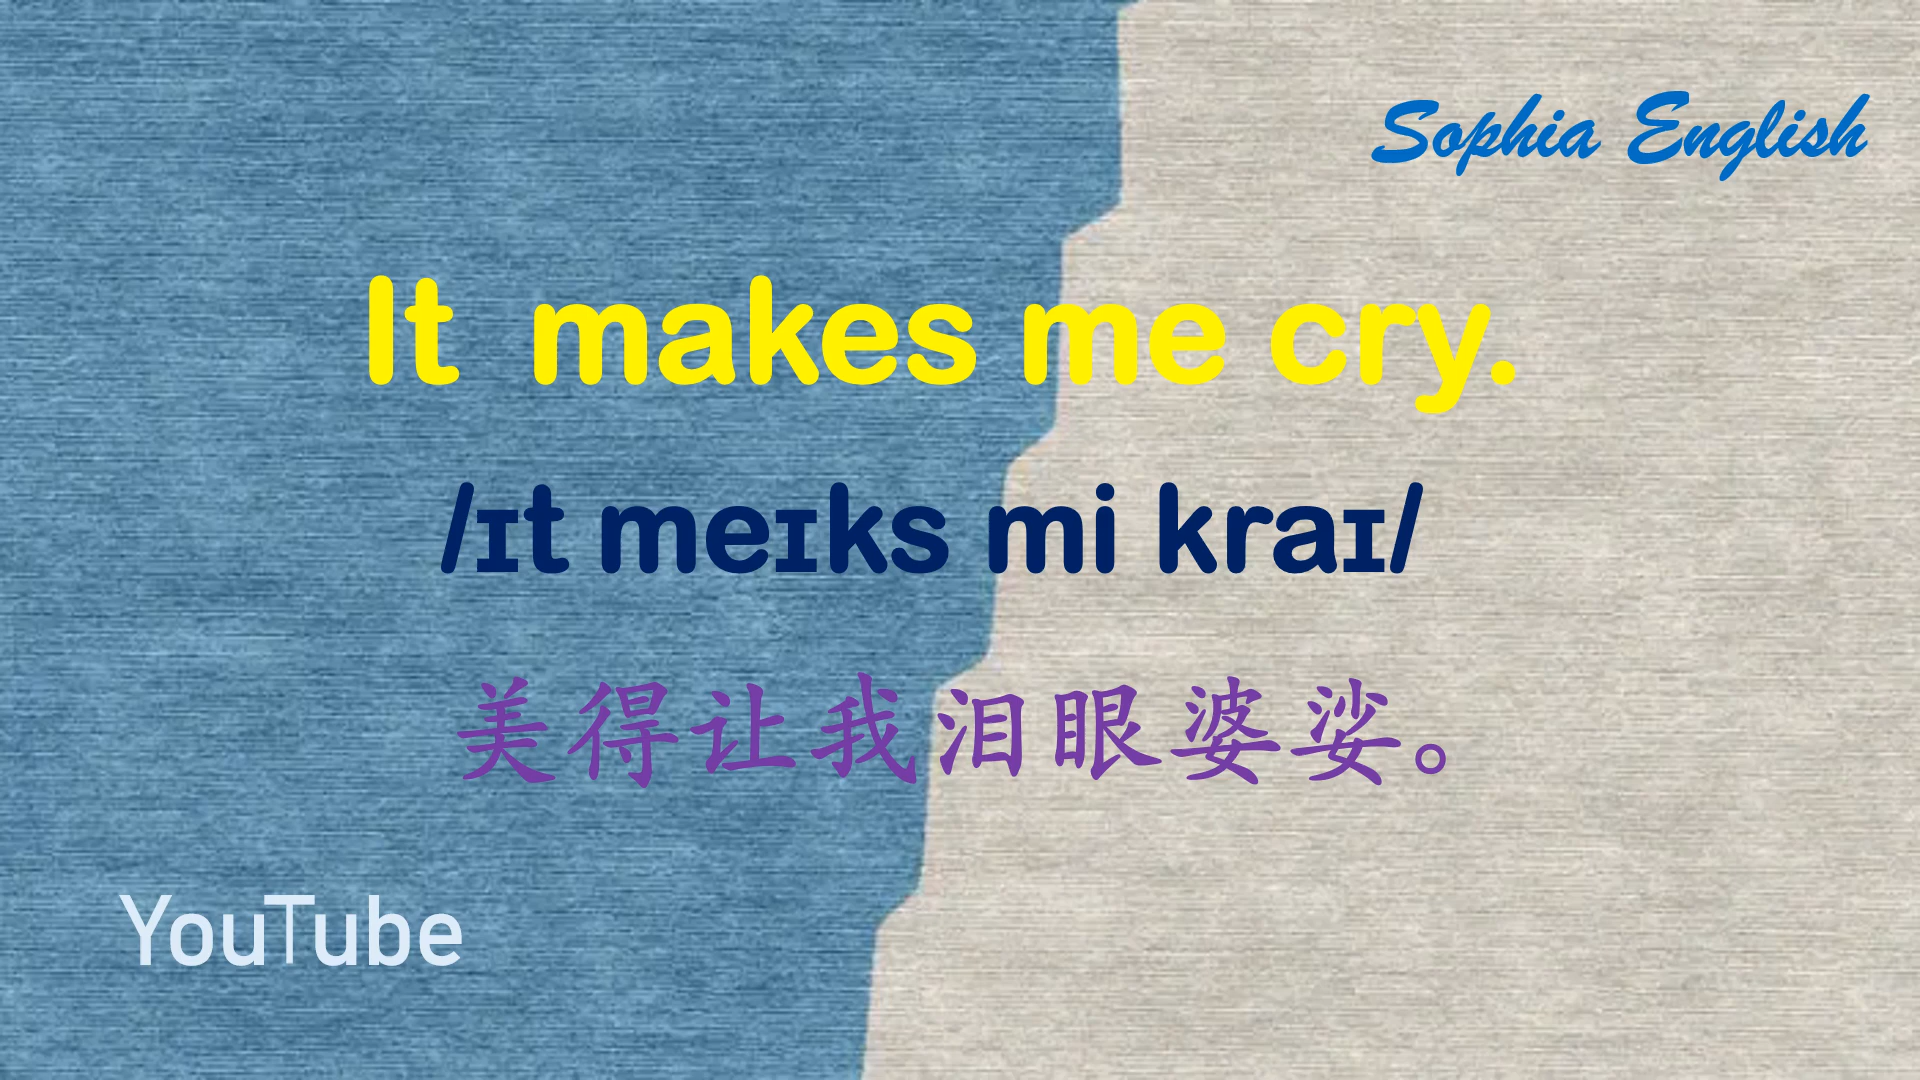 Sophia English
It makes me cry.
/ɪt meɪks mi kraɪ/
美得让我泪眼婆娑。
YouTube